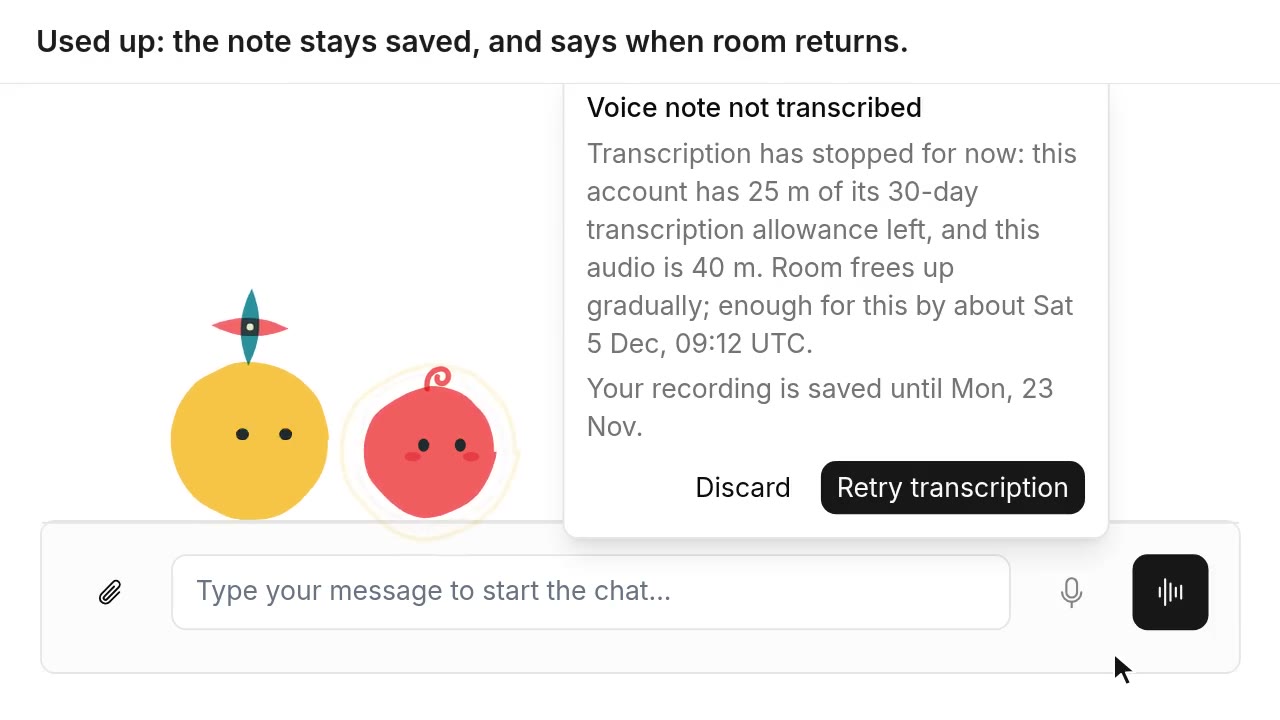 Used up: the note stays saved, and says when room returns.
Voice note not transcribed
Transcription has stopped for now: this
account has 25 m of its 30-day
transcription allowance left, and this
audio is 40 m. Room frees up
gradually; enough for this by about Sat
5 Dec, 09:12 UTC.
Your recording is saved until Mon, 23
Nov.
Discard Retry transcription
Type your message to start the chat...